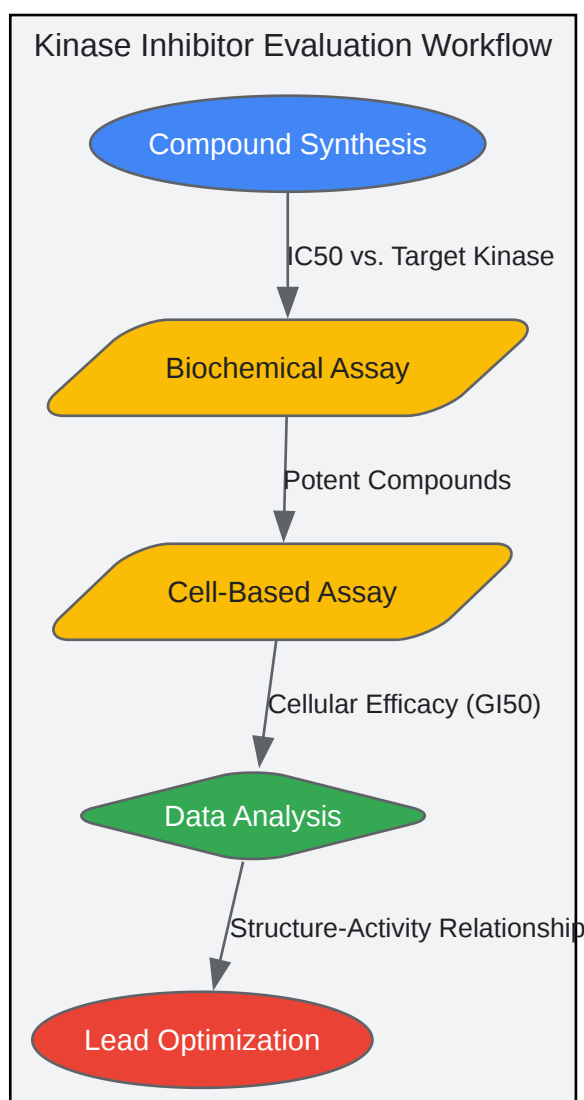 Kinase Inhibitor Evaluation Workflow
Compound Synthesis
IC50 vs. Target Kinase
Biochemical Assay
Potent Compounds
Cell-Based Assay
Cellular Efficacy (GI50)
Data Analysis
Structure-Activity Relationship
Lead Optimization